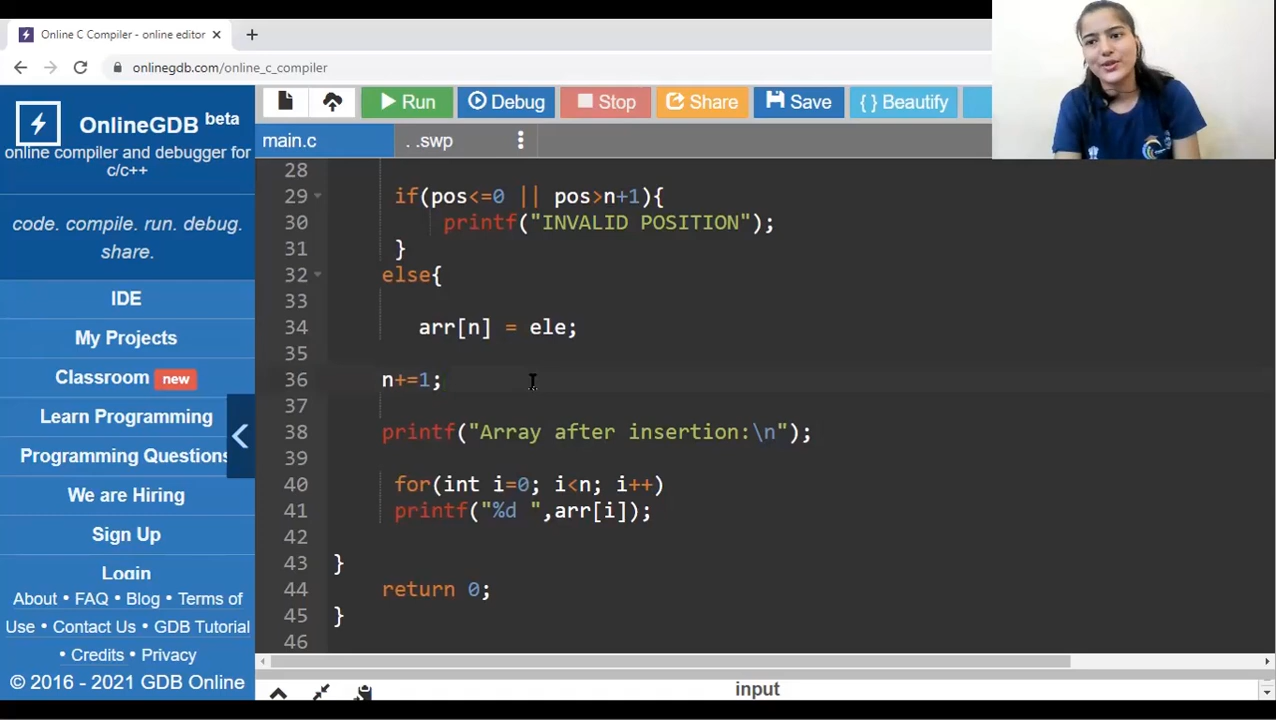 Online C Compiler - online editor
onlinegdb.com/online_c_compiler
OnlineGDB beta
online compiler and debugger for
c/c++
code. compile. run. debug.
share.
IDE
My Projects
Classroom new
Learn Programming
Programming Questions
We are Hiring
Sign Up
Login
About • FAQ • Blog • Terms of
Use • Contact Us • GDB Tutorial
• Credits • Privacy
© 2016 - 2021 GDB Online
Run Debug Stop Share Save { } Beautify
main.c . .swp
28
29 if(pos<=0 || pos>n+1){
30 printf("INVALID POSITION");
31 }
32 else{
33
34 arr[n] = ele;
35
36 n+=1;
37
38 printf("Array after insertion:\n");
39
40 for(int i=0; i<n; i++)
41 printf("%d ",arr[i]);
42
43 }
44 return 0;
45 }
46
input